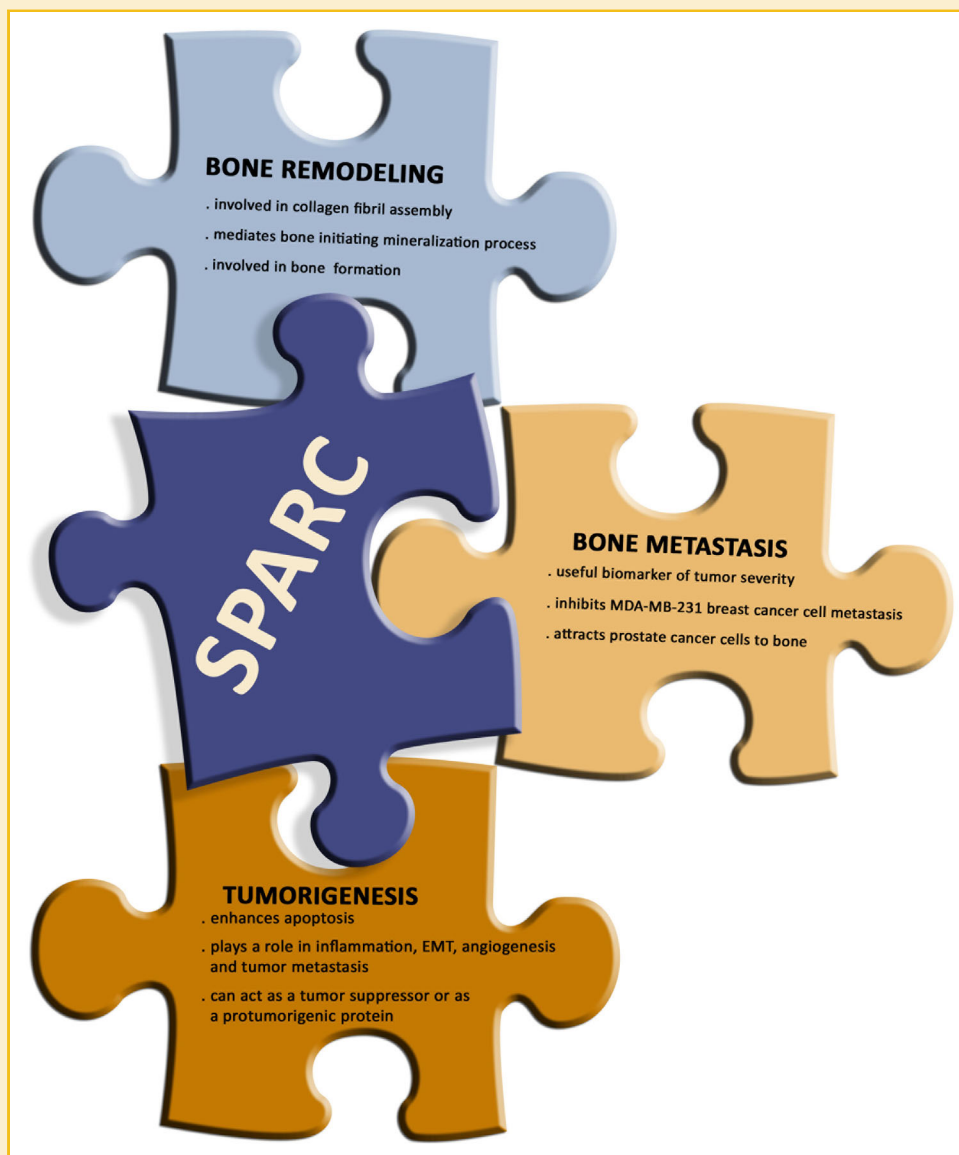 BONE REMODELING
. involved in collagen fibril assembly
. mediates bone initiating mineralization process
. involved in bone formation
SPARC
BONE METASTASIS
. useful biomarker of tumor severity
. inhibits MDA-MB-231 breast cancer cell metastasis
. attracts prostate cancer cells to bone
TUMORIGENESIS
. enhances apoptosis
. plays a role in inflammation, EMT, angiogenesis
and tumor metastasis
. can act as a tumor suppressor or as
a protumorigenic protein